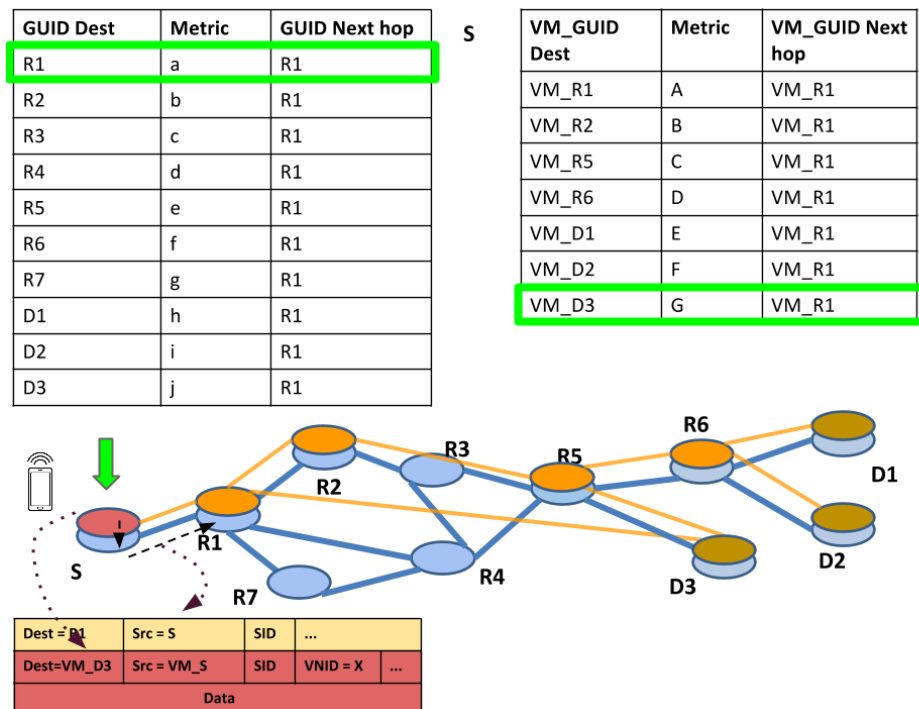 GUID Dest Metric GUID Next hop
R1 a R1
R2 b R1
R3 c R1
R4 d R1
R5 e R1
R6 f R1
R7 g R1
D1 h R1
D2 i R1
D3 j R1
S
VM_GUID Dest Metric VM_GUID Next hop
VM_R1 A VM_R1
VM_R2 B VM_R1
VM_R5 C VM_R1
VM_R6 D VM_R1
VM_D1 E VM_R1
VM_D2 F VM_R1
VM_D3 G VM_R1
R6
R3
R5
D1
R2
R1
S
R4
D2
D3
R7
Dest = R1 Src = S SID ...
Dest=VM_D3 Src = VM_S SID VNID = X ...
Data